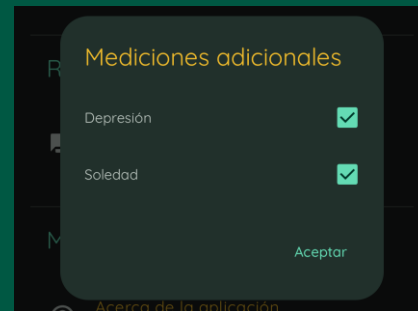 Mediciones adicionales
R
Depresión
Soledad
M
Aceptar
Acerca de la aplicación